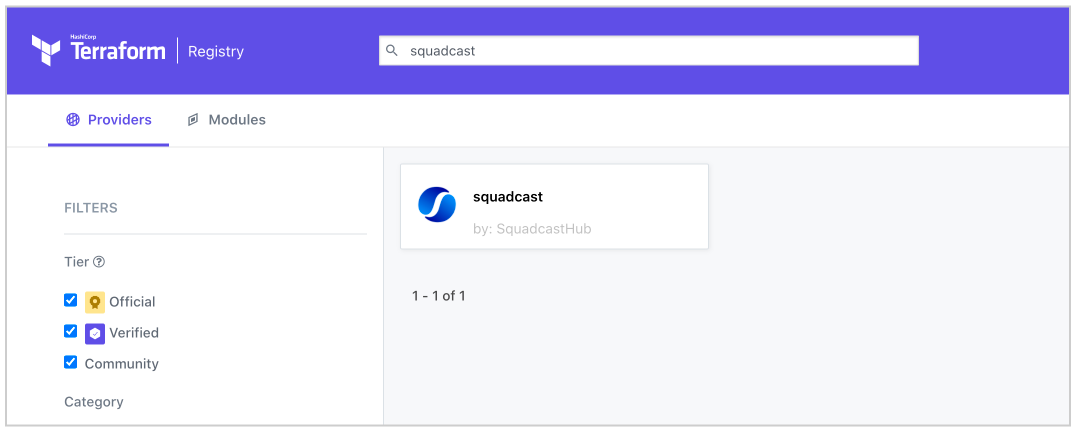 HashiCorp
Terraform
Registry
squadcast
Providers
Modules
FILTERS
Tier
Official
Verified
Community
Category
squadcast
by: SquadcastHub
1 - 1 of 1